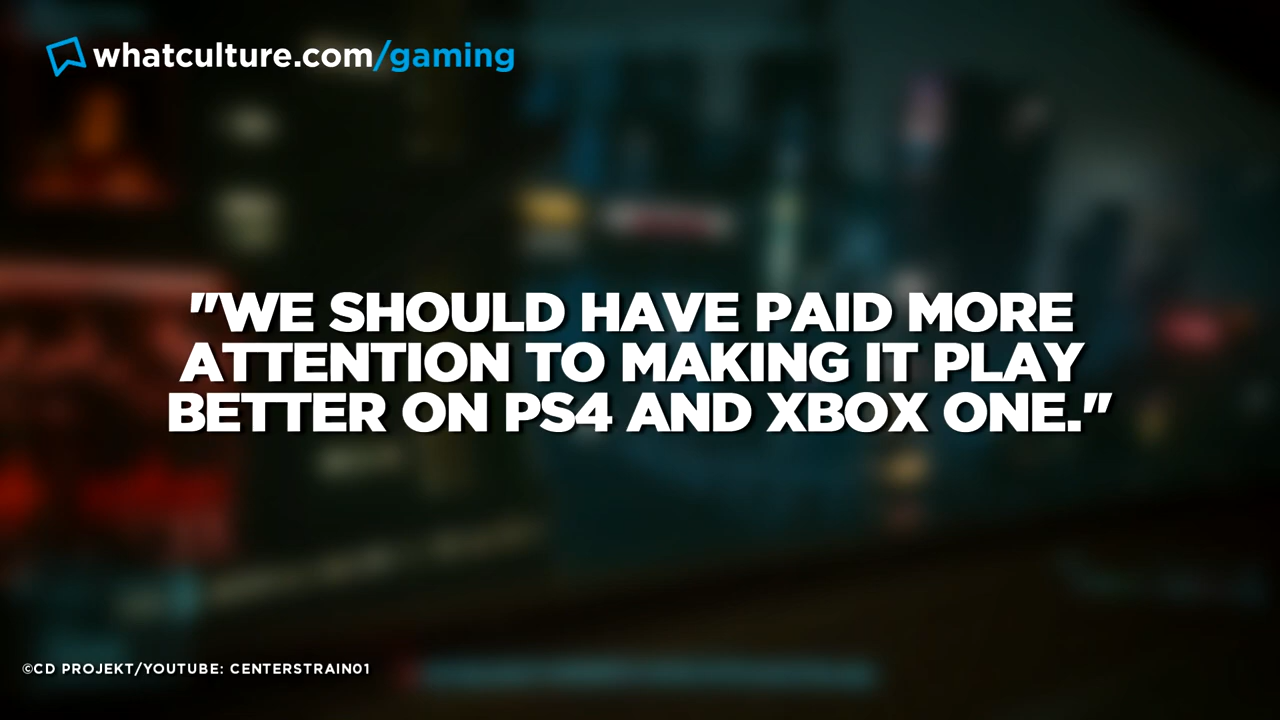 whatculture.com/gaming
"WE SHOULD HAVE PAID MORE
ATTENTION TO MAKING IT PLAY
BETTER ON PS4 AND XBOX ONE."
©CD PROJEKT/YOUTUBE: CENTERSTRAIN01